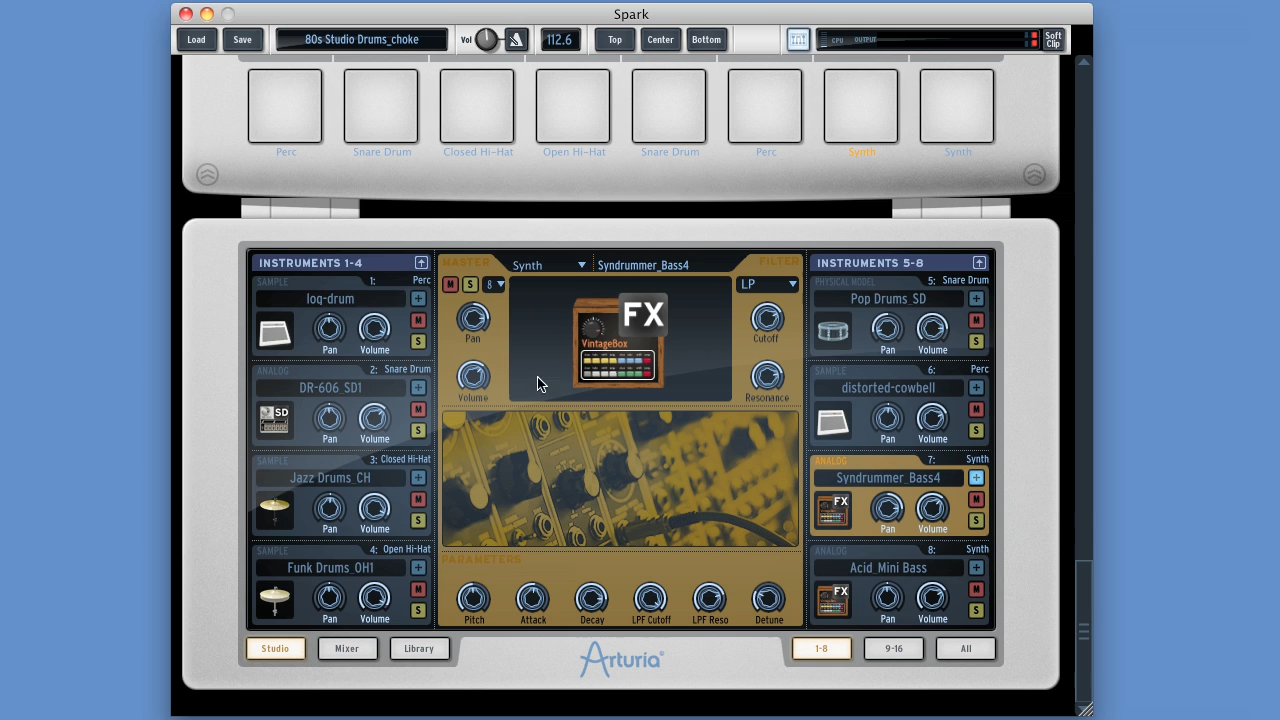 Spark
Load
Save
80s Studio Drums_choke
Vol
112.6
Top
Center
Bottom
CPU
OUTPUT
Soft
Clip
Perc
Snare Drum
Closed Hi-Hat
Open Hi-Hat
Snare Drum
Perc
Synth
Synth
INSTRUMENTS 1-4
SAMPLE
1:
Perc
loq-drum
M
S
Pan
Volume
ANALOG
2:
Snare Drum
DR-606_SD1
SD
M
S
Pan
Volume
SAMPLE
3:
Closed Hi-Hat
Jazz Drums_CH
M
S
Pan
Volume
SAMPLE
4:
Open Hi-Hat
Funk Drums_OH1
M
S
Pan
Volume
MASTER
Synth
Syndrummer_Bass4
FILTER
M
S
8
LP
FX
VintageBox
Pan
Cutoff
Volume
Resonance
PARAMETERS
Pitch
Attack
Decay
LPF Cutoff
LPF Reso
Detune
INSTRUMENTS 5-8
PHYSICAL MODEL
5:
Snare Drum
Pop Drums_SD
M
S
Pan
Volume
SAMPLE
6:
Perc
distorted-cowbell
M
S
Pan
Volume
ANALOG
7:
Synth
Syndrummer_Bass4
FX
M
S
Pan
Volume
ANALOG
8:
Synth
Acid_Mini Bass
FX
M
S
Pan
Volume
Studio
Mixer
Library
Arturia
1-8
9-16
All